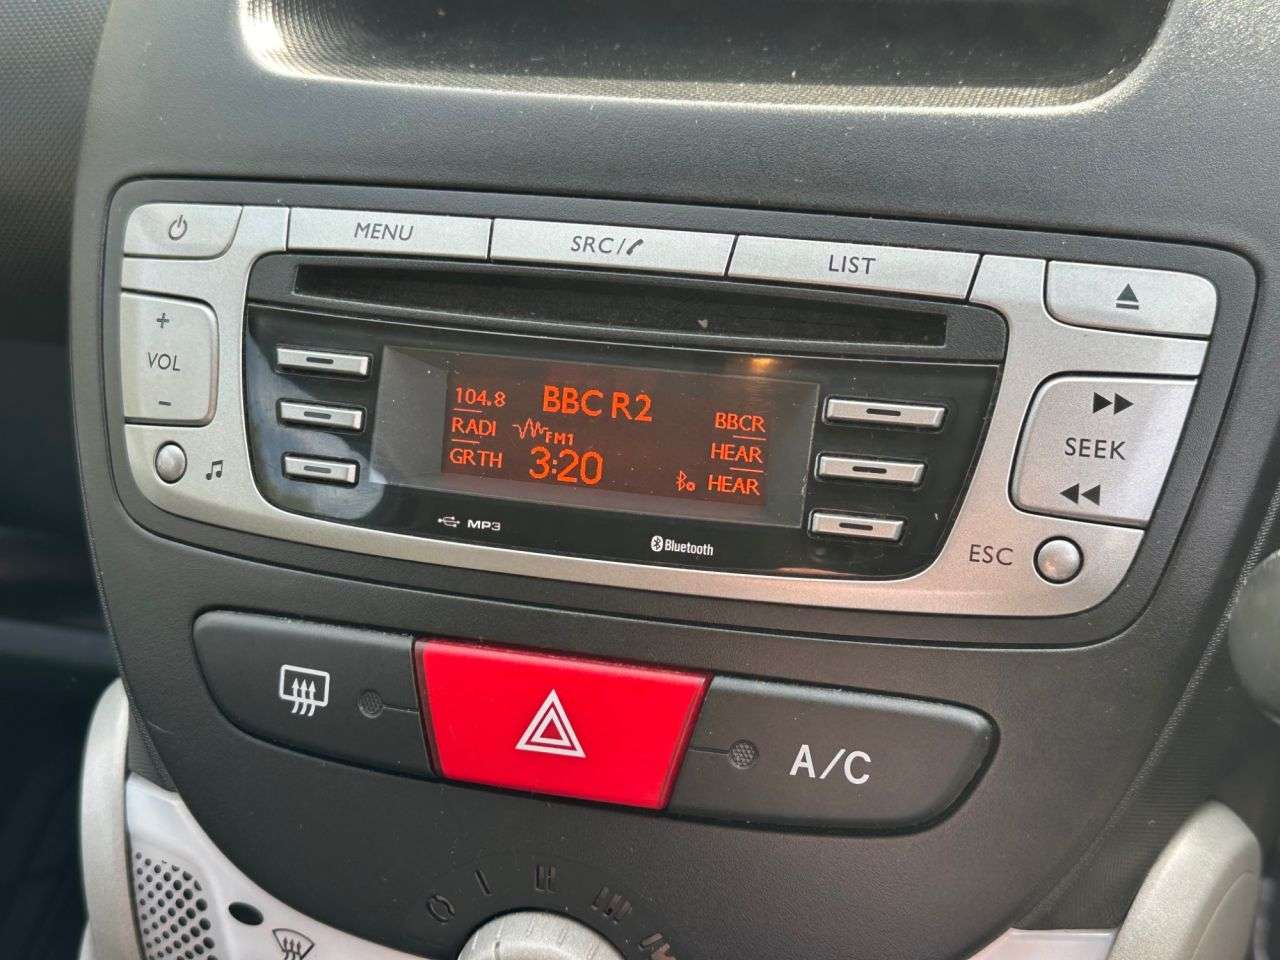 MENU
SRC/
LIST
+
VOL
-
104.8
BBC R2
BBCR
RADI
FM1
HEAR
GRTH
3:20
HEAR
SEEK
MP3
Bluetooth
ESC
A/C